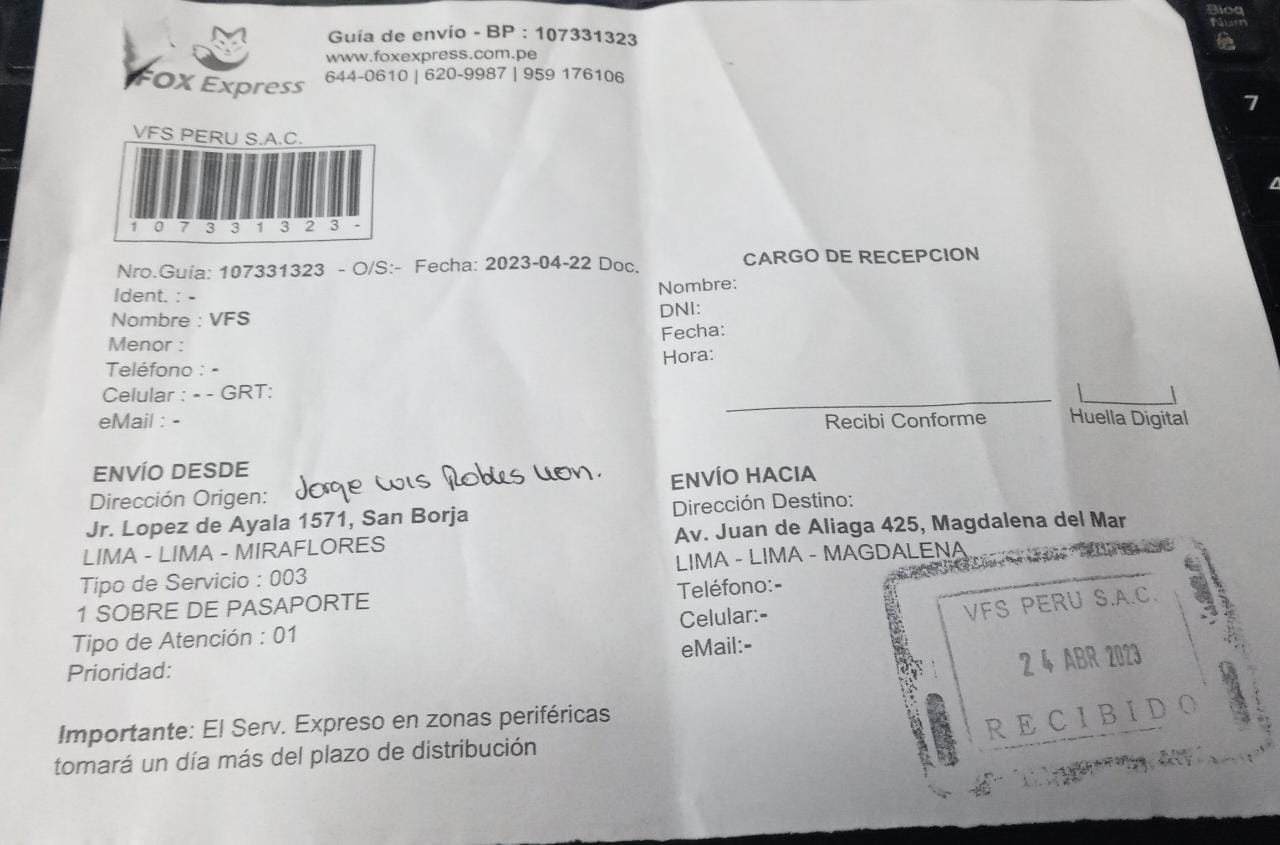 FOX Express
Guía de envío - BP : 107331323
www.foxexpress.com.pe
644-0610 | 620-9987 | 959 176106
VFS PERU S.A.C.
1 0 7 3 3 1 3 2 3 -
Nro.Guía: 107331323 - O/S:- Fecha: 2023-04-22 Doc.
Ident. : -
Nombre : VFS
Menor :
Teléfono : -
Celular : - - GRT:
eMail : -
CARGO DE RECEPCION
Nombre:
DNI:
Fecha:
Hora:
Recibi Conforme
Huella Digital
ENVÍO DESDE
Dirección Origen: Jorge Luis Robles
Jr. Lopez de Ayala 1571, San Borja
LIMA - LIMA - MIRAFLORES
Tipo de Servicio : 003
1 SOBRE DE PASAPORTE
Tipo de Atención : 01
Prioridad:
ENVÍO HACIA
Dirección Destino:
Av. Juan de Aliaga 425, Magdalena del Mar
LIMA - LIMA - MAGDALENA
Teléfono:-
Celular:-
eMail:-
VFS PERU S.A.C.
24 ABR 2023
RECIBIDO
Importante: El Serv. Expreso en zonas periféricas
tomará un día más del plazo de distribución
Bloq
Num
7
4